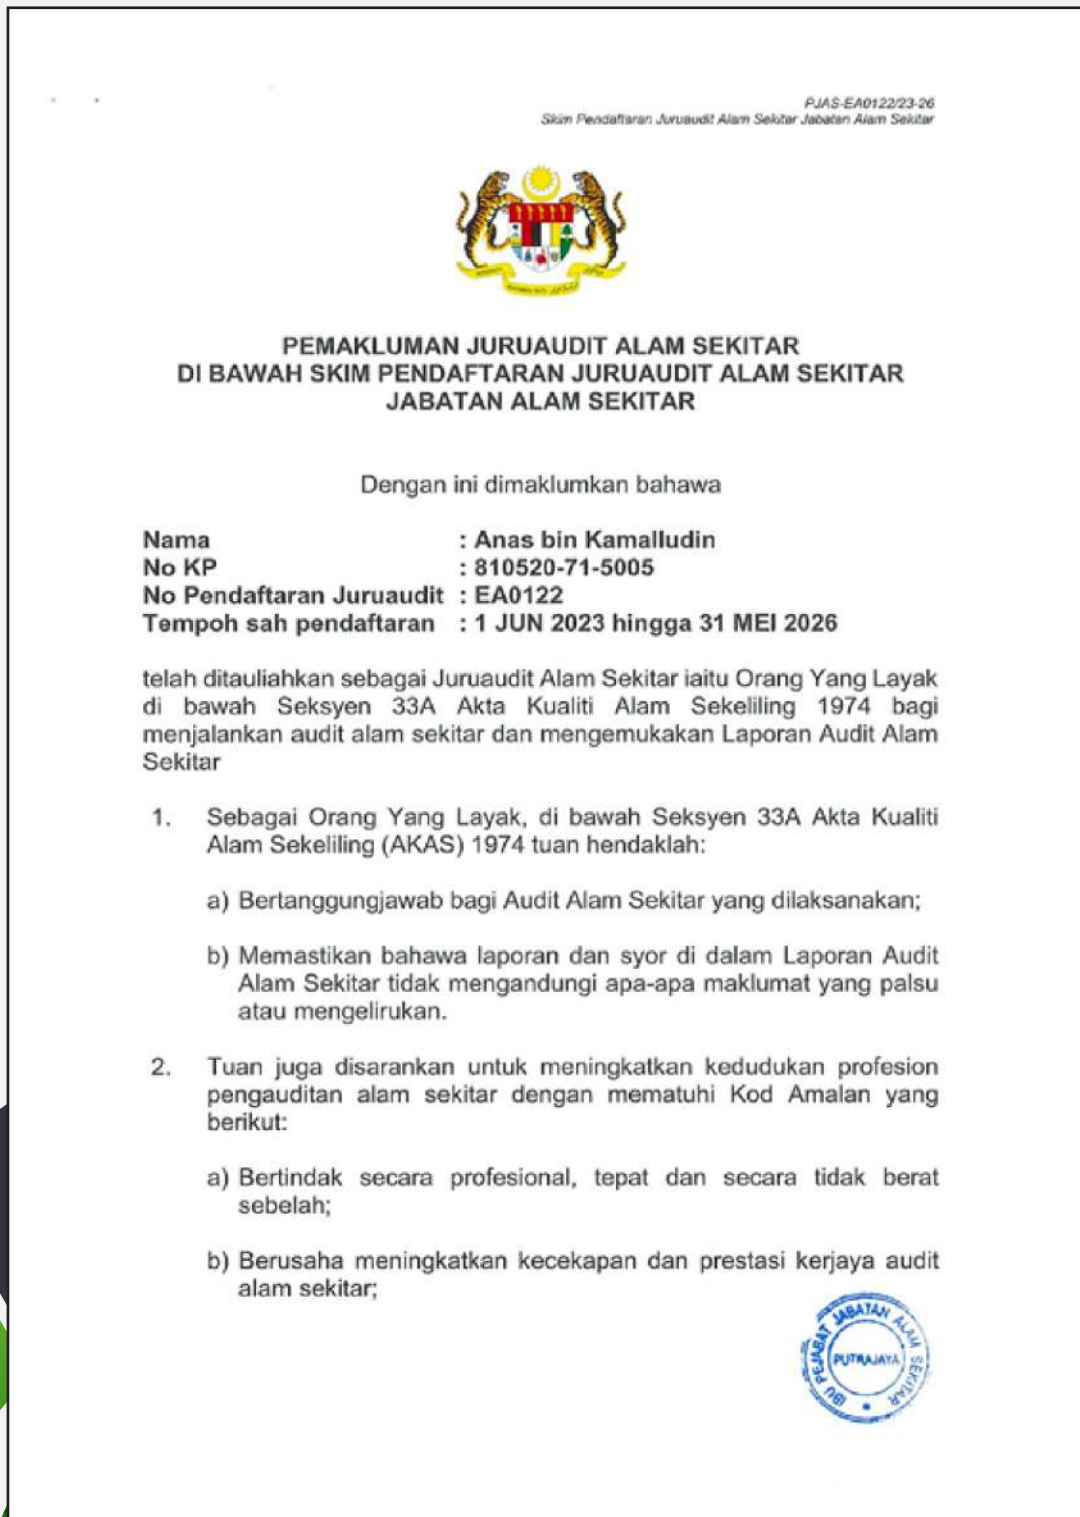 PJAS-EA0122/23-26
Skim Pendaftaran Juruaudit Alam Sekitar Jabatan Alam Sekitar
PEMAKLUMAN JURUAUDIT ALAM SEKITAR
DI BAWAH SKIM PENDAFTARAN JURUAUDIT ALAM SEKITAR
JABATAN ALAM SEKITAR
Dengan ini dimaklumkan bahawa
Nama : Anas bin Kamalludin
No KP : 810520-71-5005
No Pendaftaran Juruaudit : EA0122
Tempoh sah pendaftaran : 1 JUN 2023 hingga 31 MEI 2026
telah ditauliahkan sebagai Juruaudit Alam Sekitar iaitu Orang Yang Layak
di bawah Seksyen 33A Akta Kualiti Alam Sekeliling 1974 bagi
menjalankan audit alam sekitar dan mengemukakan Laporan Audit Alam
Sekitar
1. Sebagai Orang Yang Layak, di bawah Seksyen 33A Akta Kualiti
Alam Sekeliling (AKAS) 1974 tuan hendaklah:
a) Bertanggungjawab bagi Audit Alam Sekitar yang dilaksanakan;
b) Memastikan bahawa laporan dan syor di dalam Laporan Audit
Alam Sekitar tidak mengandungi apa-apa maklumat yang palsu
atau mengelirukan.
2. Tuan juga disarankan untuk meningkatkan kedudukan profesion
pengauditan alam sekitar dengan mematuhi Kod Amalan yang
berikut:
a) Bertindak secara profesional, tepat dan secara tidak berat
sebelah;
b) Berusaha meningkatkan kecekapan dan prestasi kerjaya audit
alam sekitar;
IBU PEJABAT JABATAN ALAM SEKITAR
PUTRAJAYA